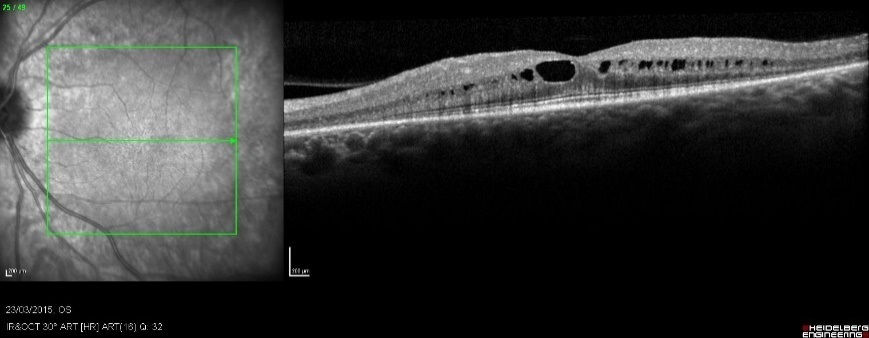 25 / 49
200 µm
200 µm
23/03/2015, OS
IR&OCT 30° ART [HR] ART(16) Q: 32
HEIDELBERG
ENGINEERING